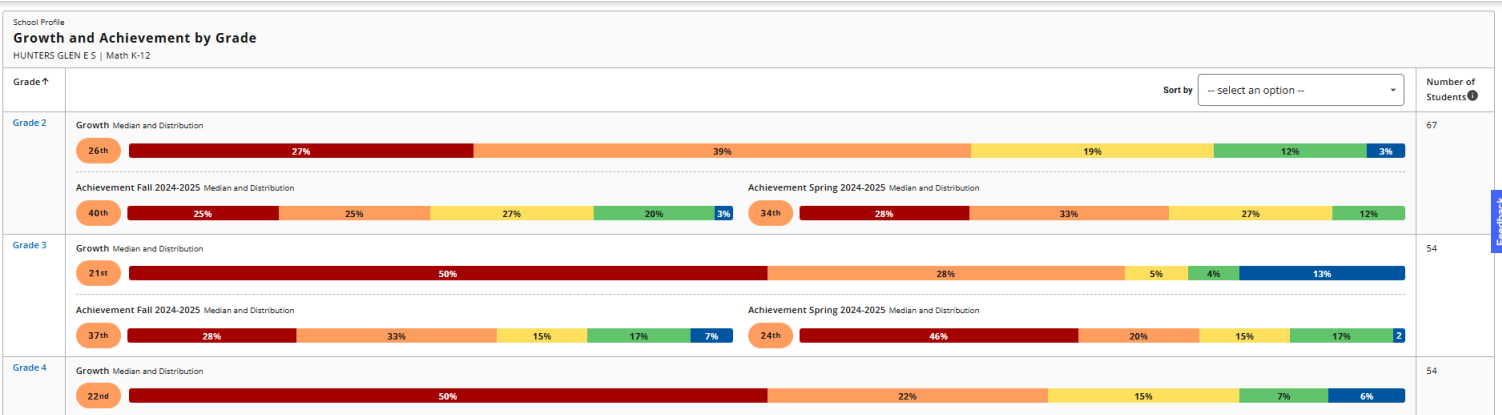 School Profile
Growth and Achievement by Grade
HUNTERS GLEN E S | Math K-12
Grade↑
Sort by -- select an option --
Number of
Students
Grade 2
Growth Median and Distribution
67
26th 27% 39% 19% 12% 3%
Achievement Fall 2024-2025 Median and Distribution
40th 25% 25% 27% 20% 3%
Achievement Spring 2024-2025 Median and Distribution
34th 28% 33% 27% 12%
Grade 3
Growth Median and Distribution
54
21st 50% 28% 5% 4% 13%
Achievement Fall 2024-2025 Median and Distribution
37th 28% 33% 15% 17% 7%
Achievement Spring 2024-2025 Median and Distribution
24th 46% 20% 15% 17% 2
Grade 4
Growth Median and Distribution
54
22nd 50% 22% 15% 7% 6%
Feedback